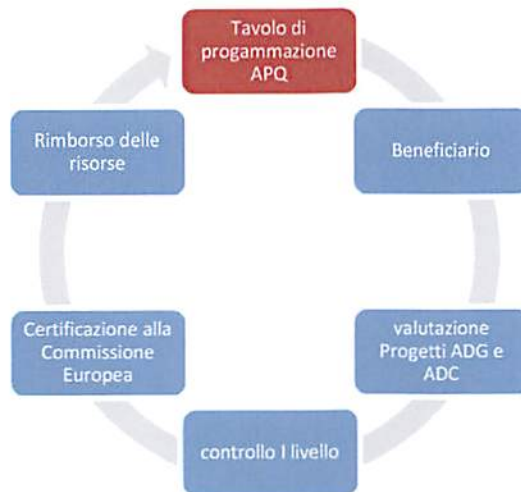 Tavolo di
progammazione
APQ
Beneficiario
valutazione
Progetti ADG e
ADC
controllo I livello
Certificazione alla
Commissione
Europea
Rimborso delle
risorse